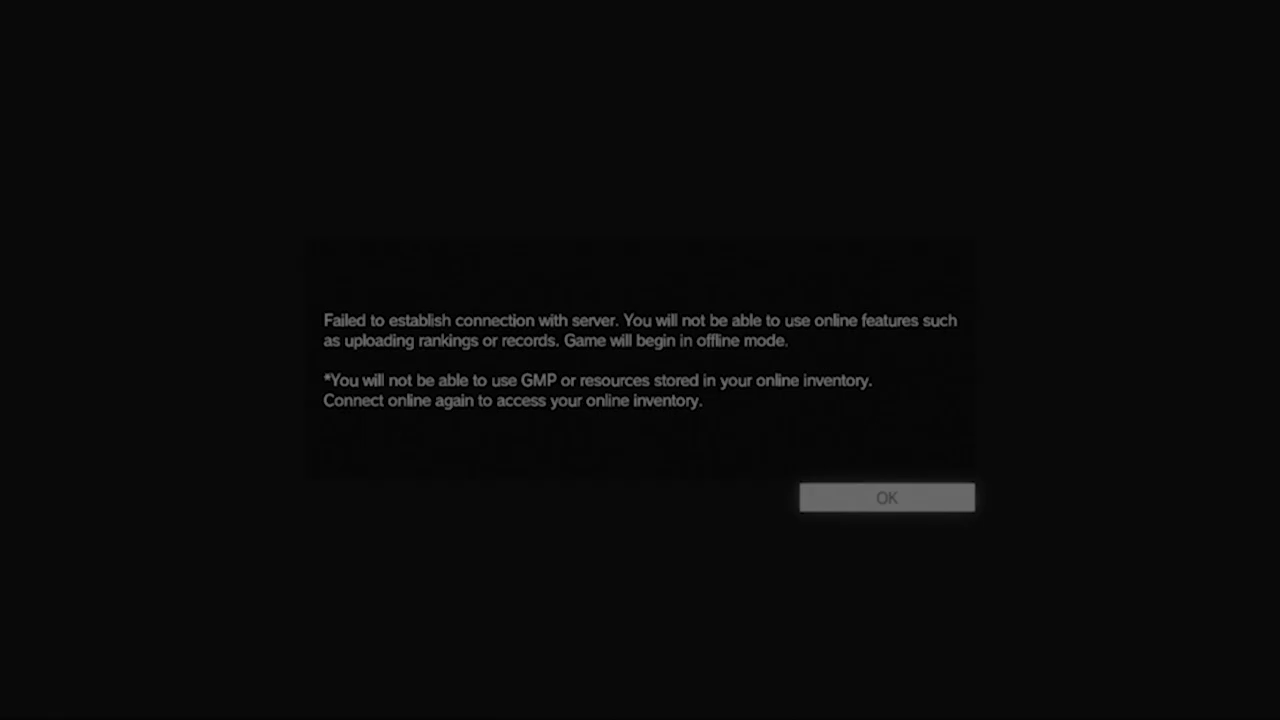 Failed to establish connection with server. You will not be able to use online features such
as uploading rankings or records. Game will begin in offline mode.
*You will not be able to use GMP or resources stored in your online inventory.
Connect online again to access your online inventory.
OK